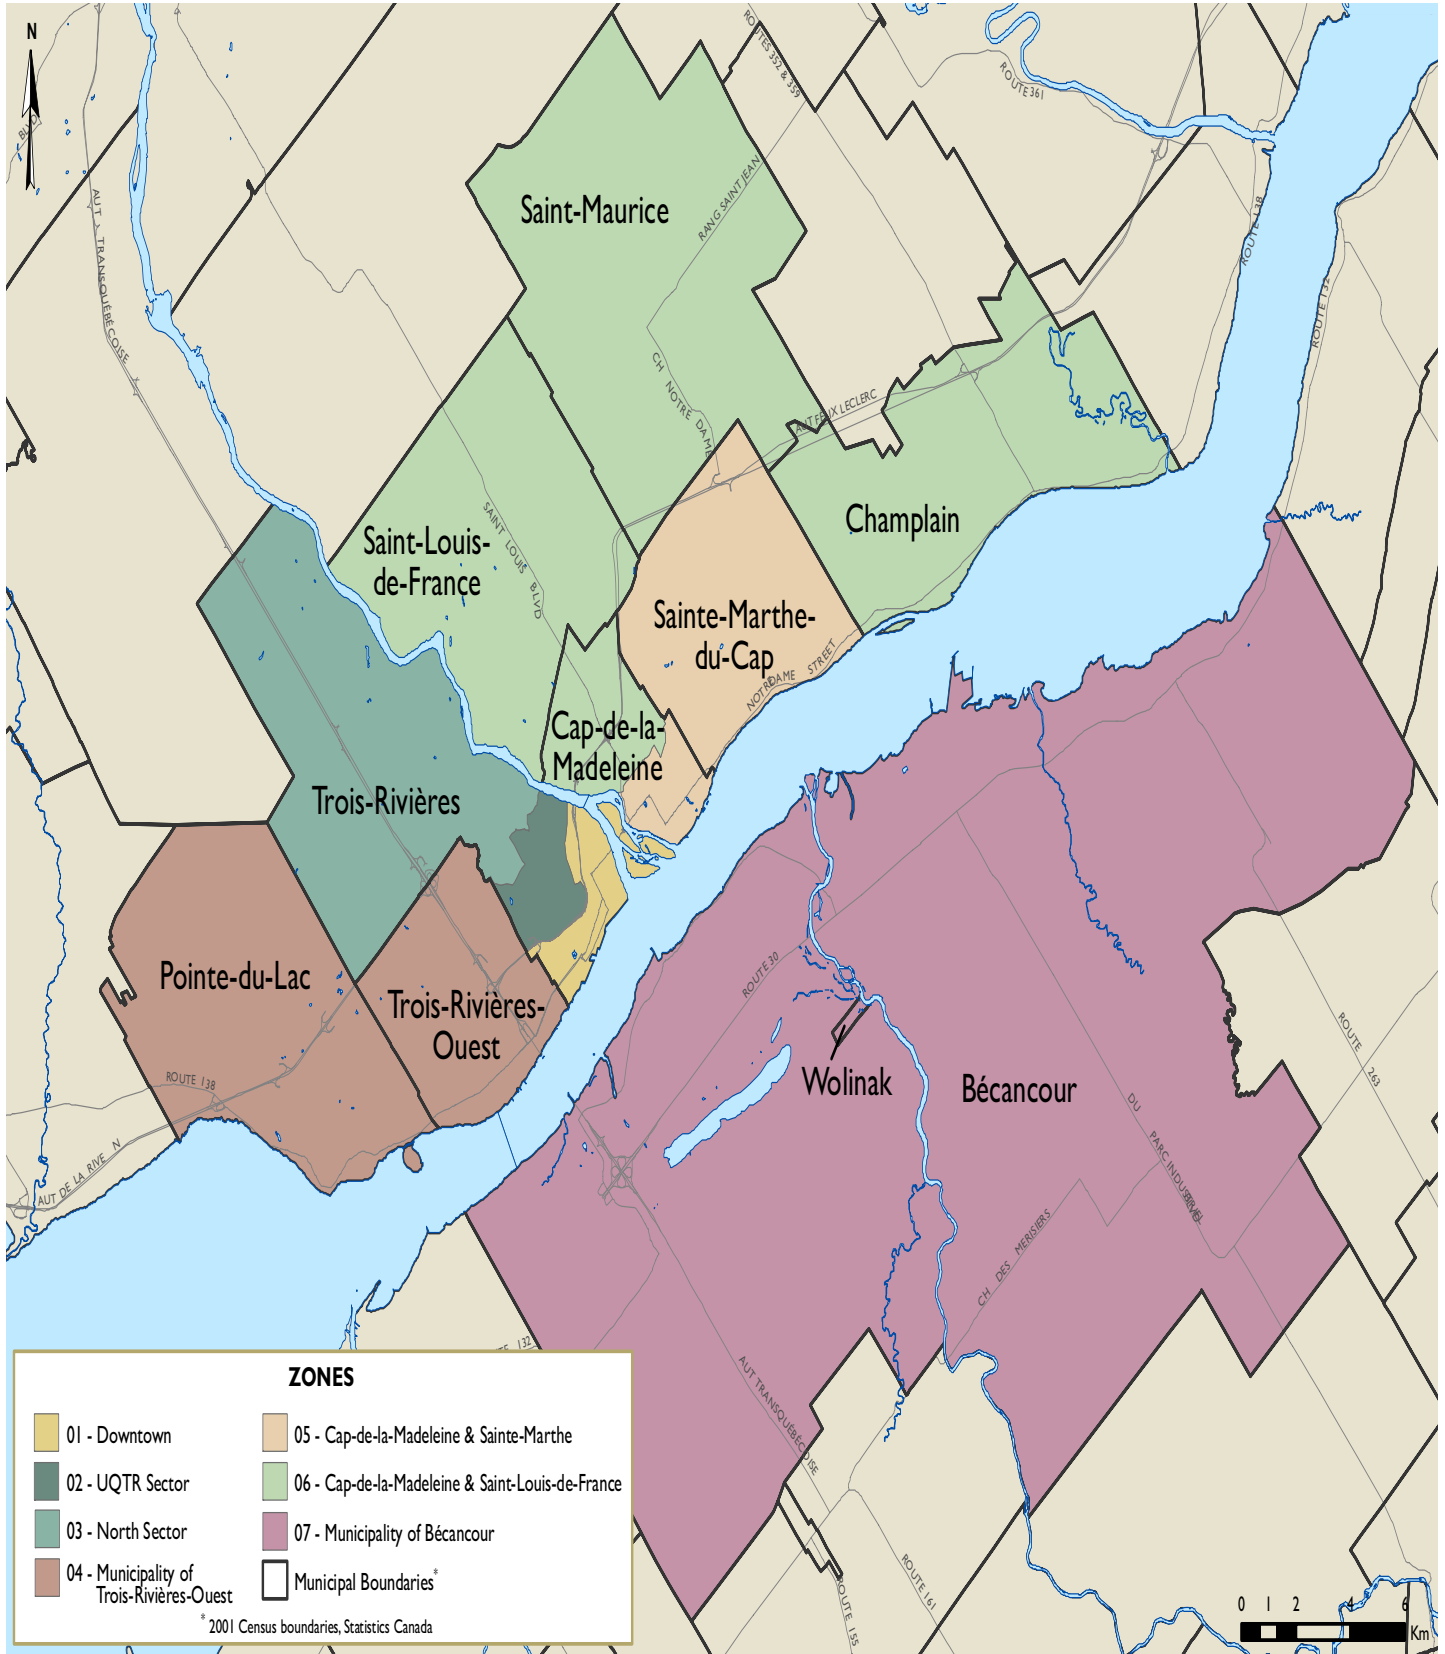 N
BLVD
ROUTES 352 & 359
ROUTE 361
AUT TRANSQUÉBÉCOISE
RANG SAINT JEAN
Saint-Maurice
ROUTE 138
ROUTE 132
CH NOTRE DAME
AUT FELIX LECLERC
SAINT LOUIS BLVD
Champlain
Saint-Louis-
de-France
Sainte-Marthe-
du-Cap
NOTRE DAME STREET
Cap-de-la-
Madeleine
Trois-Rivières
Pointe-du-Lac
ROUTE 30
Trois-Rivières-
Ouest
ROUTE 263
ROUTE 138
Wolinak
Bécancour
DU PARC INDUSTRIEL
AUT DE LA RIVE N
CH DES MERISIERS
132
AUT TRANSQUÉBÉCOISE
ROUTE 161
ROUTE 155
ZONES
01 - Downtown
02 - UQTR Sector
03 - North Sector
04 - Municipality of
Trois-Rivières-Ouest
05 - Cap-de-la-Madeleine & Sainte-Marthe
06 - Cap-de-la-Madeleine & Saint-Louis-de-France
07 - Municipality of Bécancour
Municipal Boundaries*
* 2001 Census boundaries, Statistics Canada
0 1 2 4 6
Km